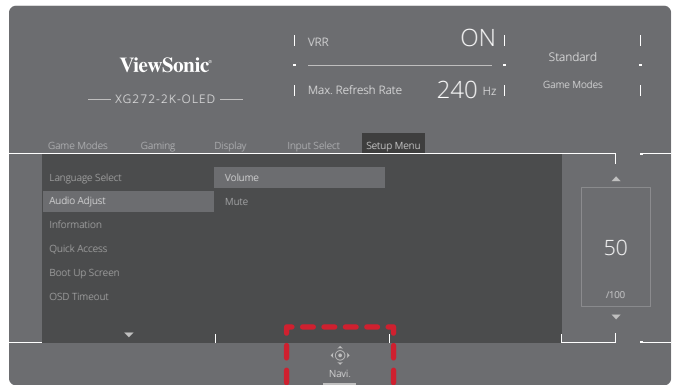 ViewSonic®
XG272-2K-OLED
VRR ON
Max. Refresh Rate 240 Hz
Standard
Game Modes
Game Modes Gaming Display Input Select Setup Menu
Language Select Volume
Audio Adjust Mute
Information
Quick Access
Boot Up Screen
OSD Timeout
50
/100
Navi.